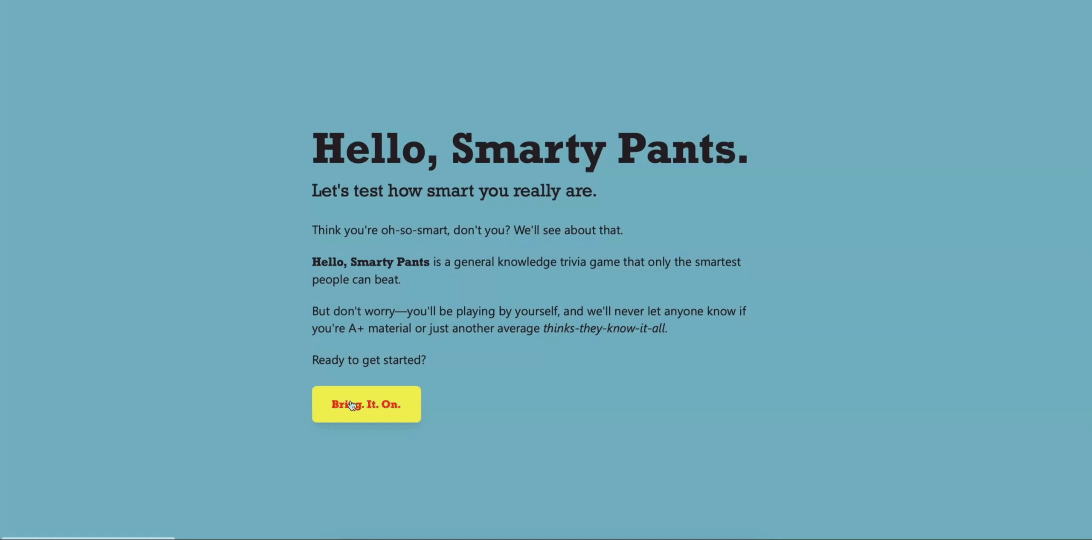 Hello, Smarty Pants.
Let's test how smart you really are.
Think you're oh-so-smart, don't you? We'll see about that.
Hello, Smarty Pants is a general knowledge trivia game that only the smartest
people can beat.
But don't worry—you'll be playing by yourself, and we'll never let anyone know if
you're A+ material or just another average thinks-they-know-it-all.
Ready to get started?
Bring. It. On.